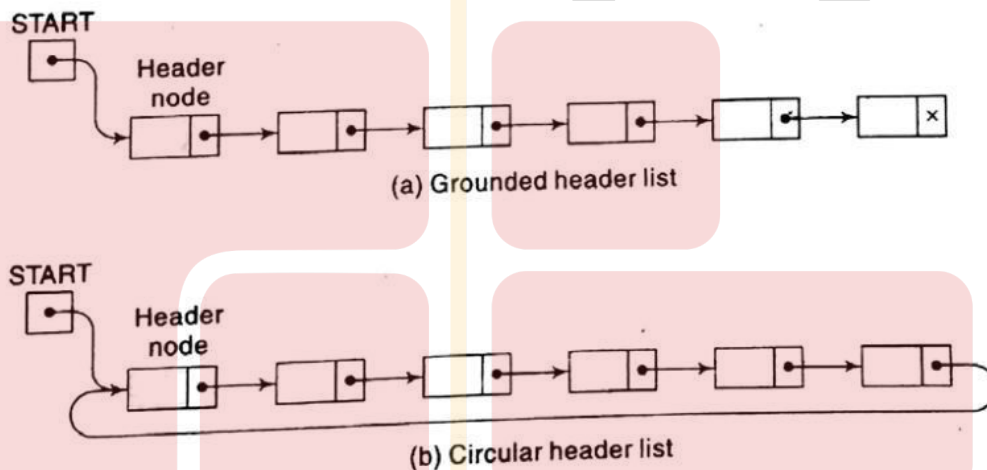 START
Header
node
×
(a) Grounded header list
START
Header
node
(b) Circular header list